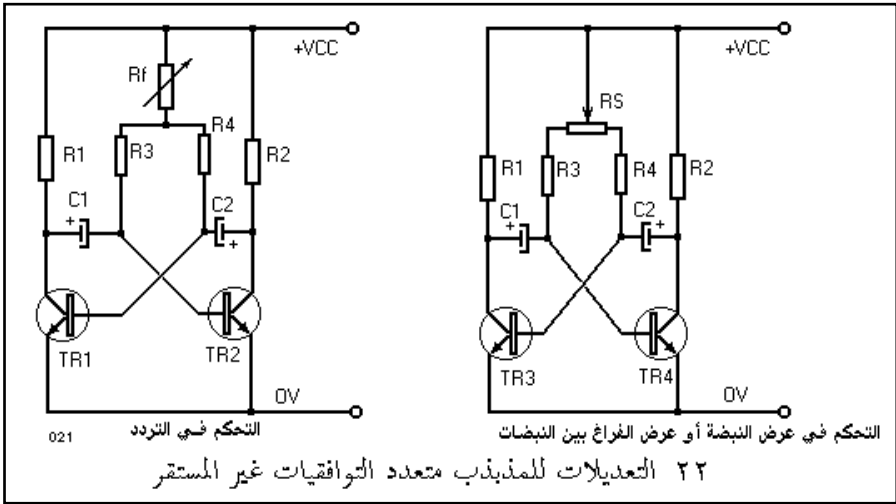 +VCC
Rf
R3
R4
R1
R2
C1
+
C2
+
TR1
TR2
0V
التحكم في التردد
021
+VCC
RS
R1
R3
R4
R2
C1
+
C2
+
TR3
TR4
0V
التحكم في عرض النبضة أو عرض الفراغ بين النبضات
٢٢ التعديلات للمذبذب متعدد التوافقيات غير المستقر